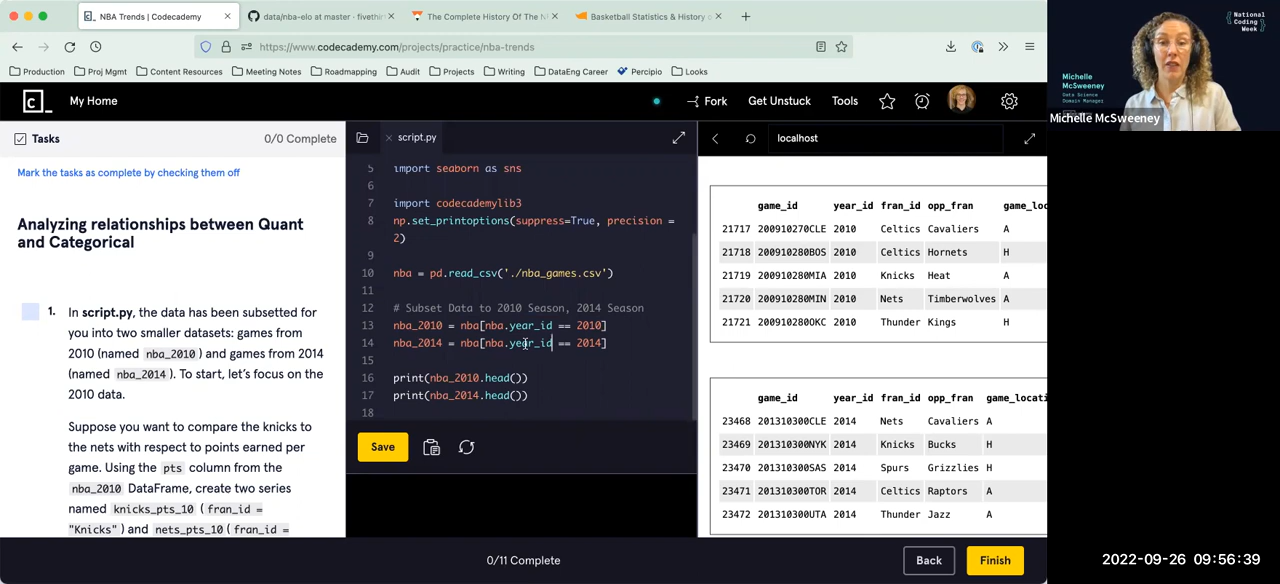 NBA Trends | Codecademy
data/nba-elo at master · fivethi
The Complete History Of The N
Basketball Statistics & History o
https://www.codecademy.com/projects/practice/nba-trends
Production
Proj Mgmt
Content Resources
Meeting Notes
Roadmapping
Audit
Projects
Writing
DataEng Career
Percipio
Looks
My Home
Fork
Get Unstuck
Tools
Tasks
0/0 Complete
Mark the tasks as complete by checking them off
Analyzing relationships between Quant
and Categorical
1. In script.py, the data has been subsetted for
you into two smaller datasets: games from
2010 (named nba_2010) and games from 2014
(named nba_2014). To start, let's focus on the
2010 data.
Suppose you want to compare the knicks to
the nets with respect to points earned per
game. Using the pts column from the
nba_2010 DataFrame, create two series
named knicks_pts_10 (fran_id =
"Knicks") and nets_pts_10(fran_id =
script.py
5 import seaborn as sns
6
7 import codecademylib3
8 np.set_printoptions(suppress=True, precision =
2)
9
10 nba = pd.read_csv('./nba_games.csv')
11
12 # Subset Data to 2010 Season, 2014 Season
13 nba_2010 = nba[nba.year_id == 2010]
14 nba_2014 = nba[nba.year_id == 2014]
15
16 print(nba_2010.head())
17 print(nba_2014.head())
18
Save
localhost
game_id year_id fran_id opp_fran game_loc
21717 200910270CLE 2010 Celtics Cavaliers A
21718 200910280BOS 2010 Celtics Hornets H
21719 200910280MIA 2010 Knicks Heat A
21720 200910280MIN 2010 Nets Timberwolves A
21721 200910280OKC 2010 Thunder Kings H
game_id year_id fran_id opp_fran game_locati
23468 201310300CLE 2014 Nets Cavaliers A
23469 201310300NYK 2014 Knicks Bucks H
23470 201310300SAS 2014 Spurs Grizzlies H
23471 201310300TOR 2014 Celtics Raptors A
23472 201310300UTA 2014 Thunder Jazz A
0/11 Complete
Back
Finish
National
Coding
Week
Michelle
McSweeney
Data Science
Domain Manager
Michelle McSweeney
2022-09-26 09:56:39